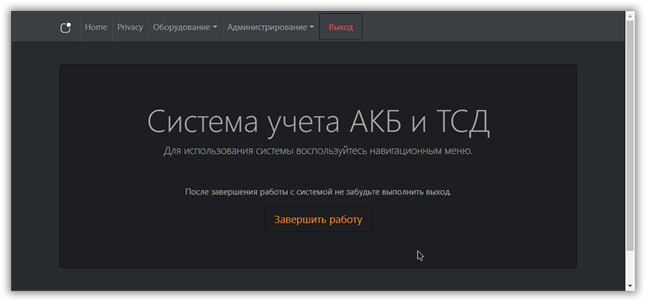 Home Privacy Оборудование Администрирование Выход
Система учета АКБ и ТСД
Для использования системы воспользуйтесь навигационным меню.
После завершения работы с системой не забудьте выполнить выход.
Завершить работу